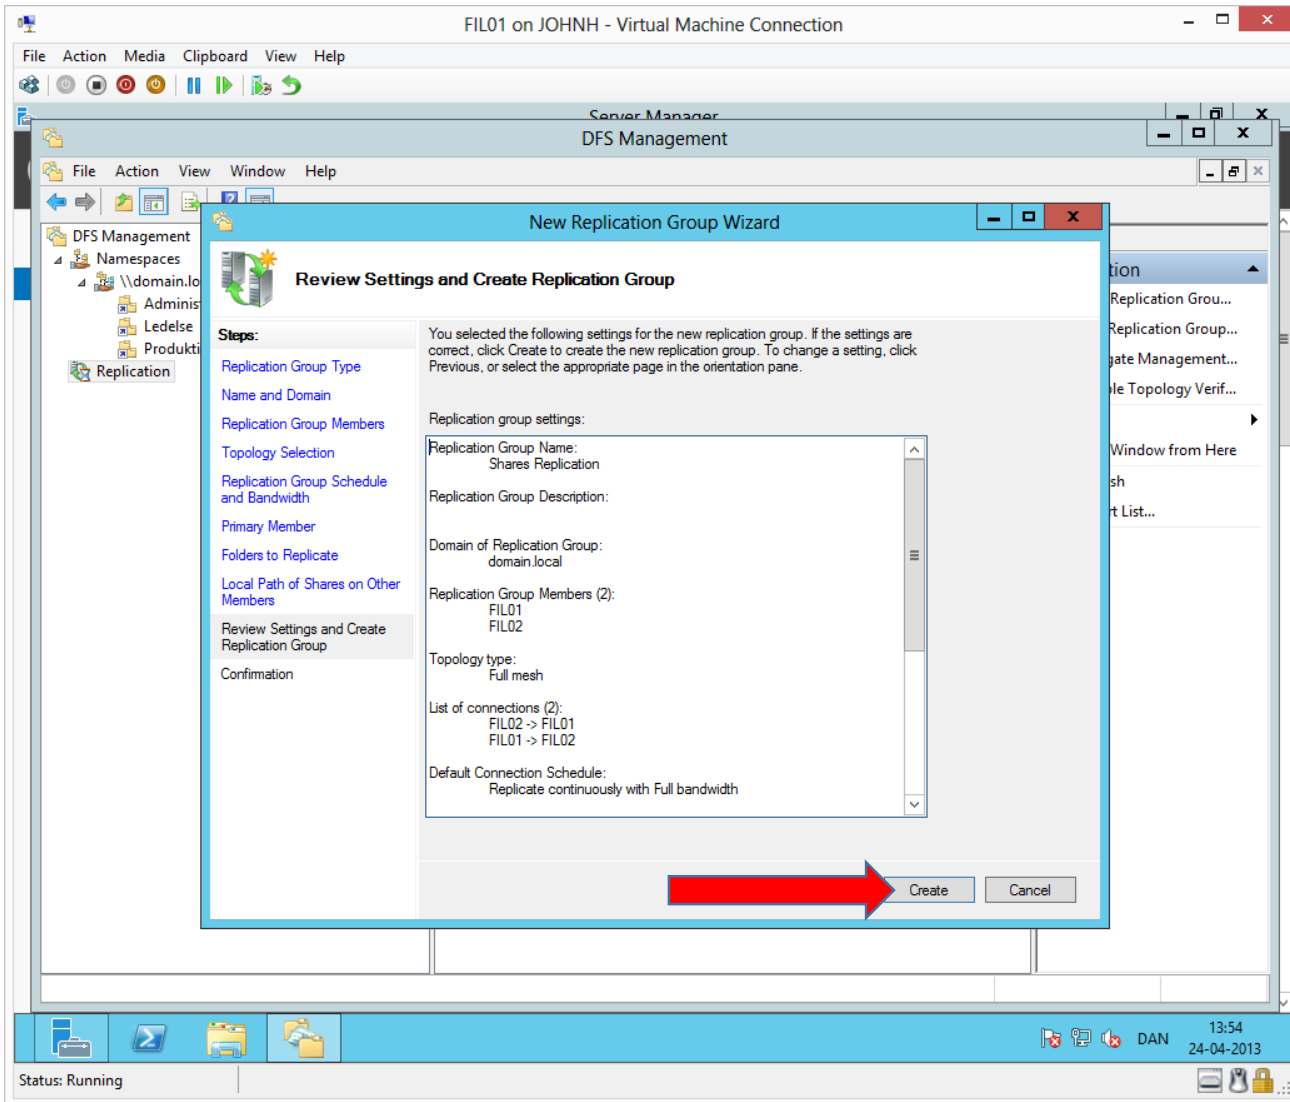 FIL01 on JOHNH - Virtual Machine Connection
File Action Media Clipboard View Help
Server Manager
DFS Management
File Action View Window Help
New Replication Group Wizard
DFS Management
Namespaces
\\domain.lo
Adminis
Ledelse
Produkti
Replication
Review Settings and Create Replication Group
Steps:
Replication Group Type
Name and Domain
Replication Group Members
Topology Selection
Replication Group Schedule
and Bandwidth
Primary Member
Folders to Replicate
Local Path of Shares on Other
Members
Review Settings and Create
Replication Group
Confirmation
You selected the following settings for the new replication group. If the settings are
correct, click Create to create the new replication group. To change a setting, click
Previous, or select the appropriate page in the orientation pane.
Replication group settings:
Replication Group Name:
Shares Replication
Replication Group Description:
Domain of Replication Group:
domain.local
Replication Group Members (2):
FIL01
FIL02
Topology type:
Full mesh
List of connections (2):
FIL02 -> FIL01
FIL01 -> FIL02
Default Connection Schedule:
Replicate continuously with Full bandwidth
Create Cancel
tion
Replication Grou...
Replication Group...
gate Management...
le Topology Verif...
Window from Here
sh
t List...
DAN
13:54
24-04-2013
Status: Running